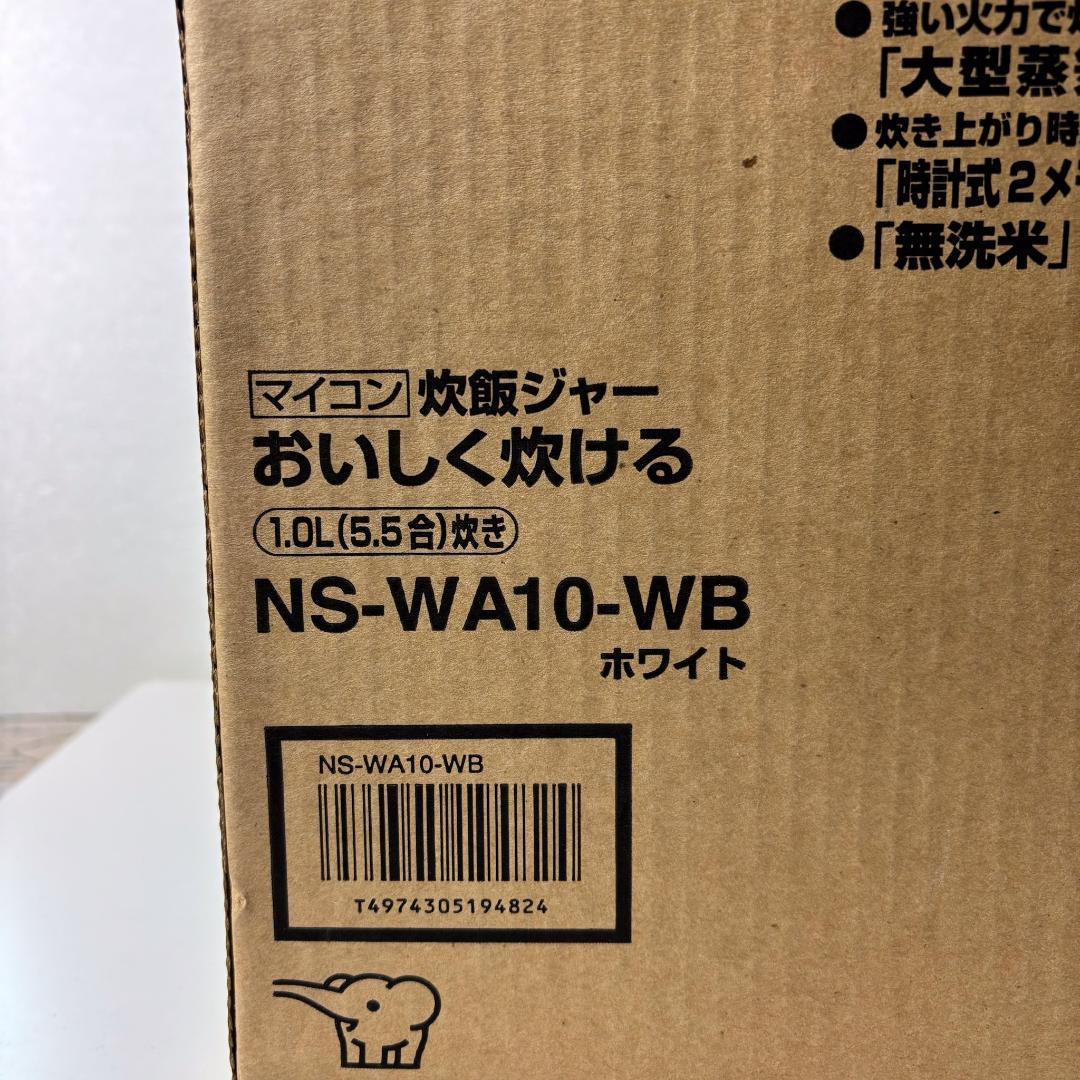 ●強い火力で
「大型蒸
●炊き上がり時
「時計式2メモ
●「無洗米」
マイコン 炊飯ジャー
おいしく炊ける
1.0L(5.5合)炊き
NS-WA10-WB
ホワイト
NS-WA10-WB
T4974305194824